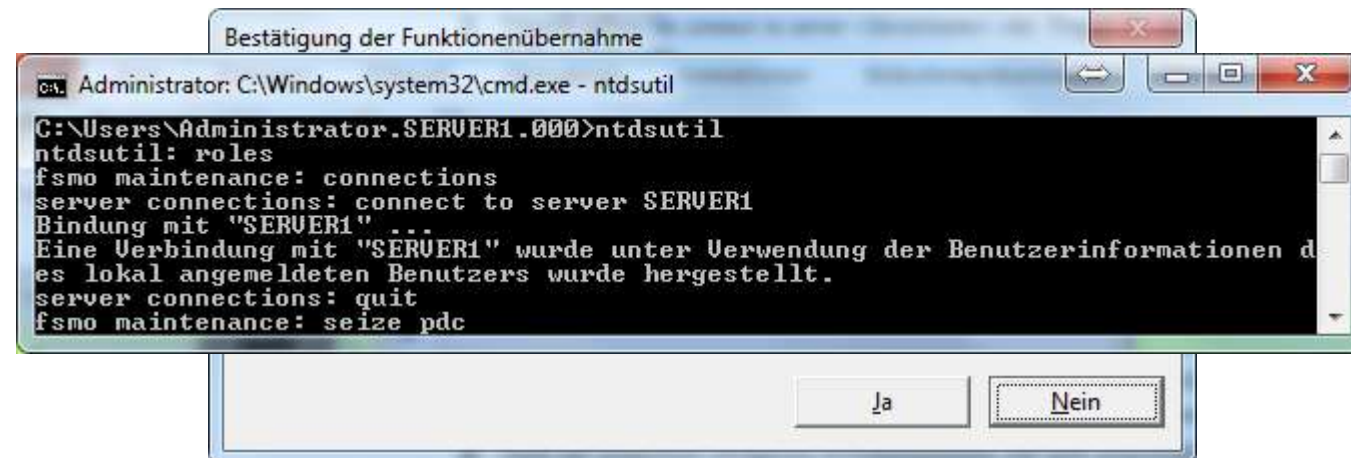 Bestätigung der Funktionenübernahme
Administrator: C:\Windows\system32\cmd.exe - ntdsutil
C:\Users\Administrator.SERVER1.000>ntdsutil
ntdsutil: roles
fsmo maintenance: connections
server connections: connect to server SERVER1
Bindung mit "SERVER1" ...
Eine Verbindung mit "SERVER1" wurde unter Verwendung der Benutzerinformationen d
es lokal angemeldeten Benutzers wurde hergestellt.
server connections: quit
fsmo maintenance: seize pdc
Ja Nein